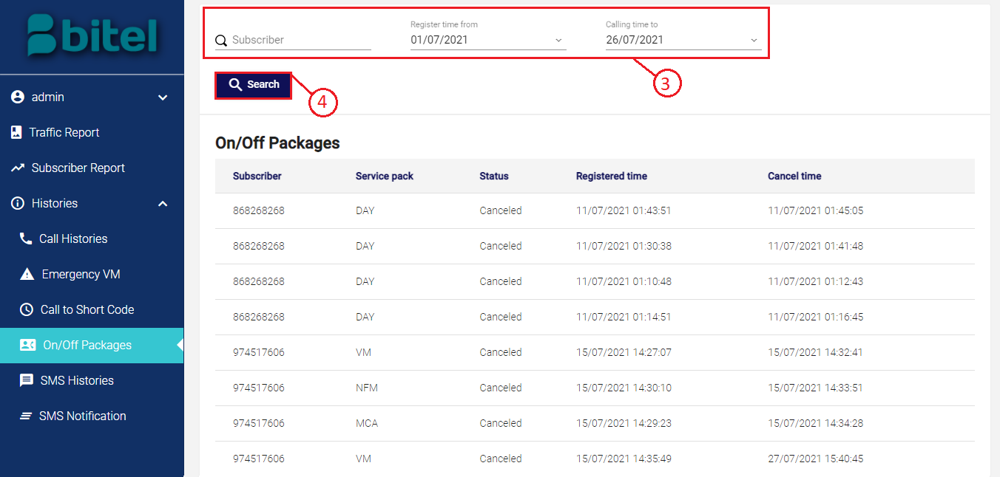 bitel
admin
Traffic Report
Subscriber Report
Histories
Call Histories
Emergency VM
Call to Short Code
On/Off Packages
SMS Histories
SMS Notification
Subscriber
Register time from
01/07/2021
Calling time to
26/07/2021
3
Search
4
On/Off Packages
Subscriber Service pack Status Registered time Cancel time
868268268 DAY Canceled 11/07/2021 01:43:51 11/07/2021 01:45:05
868268268 DAY Canceled 11/07/2021 01:30:38 11/07/2021 01:41:48
868268268 DAY Canceled 11/07/2021 01:10:48 11/07/2021 01:12:43
868268268 DAY Canceled 11/07/2021 01:14:51 11/07/2021 01:16:45
974517606 VM Canceled 15/07/2021 14:27:07 15/07/2021 14:32:41
974517606 NFM Canceled 15/07/2021 14:30:10 15/07/2021 14:33:51
974517606 MCA Canceled 15/07/2021 14:29:23 15/07/2021 14:34:28
974517606 VM Canceled 15/07/2021 14:35:49 27/07/2021 15:40:45